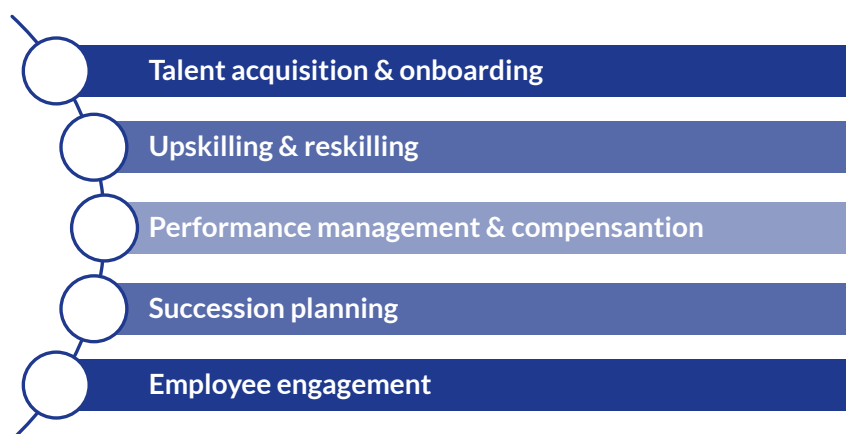 Talent acquisition & onboarding
Upskilling & reskilling
Performance management & compensantion
Succession planning
Employee engagement